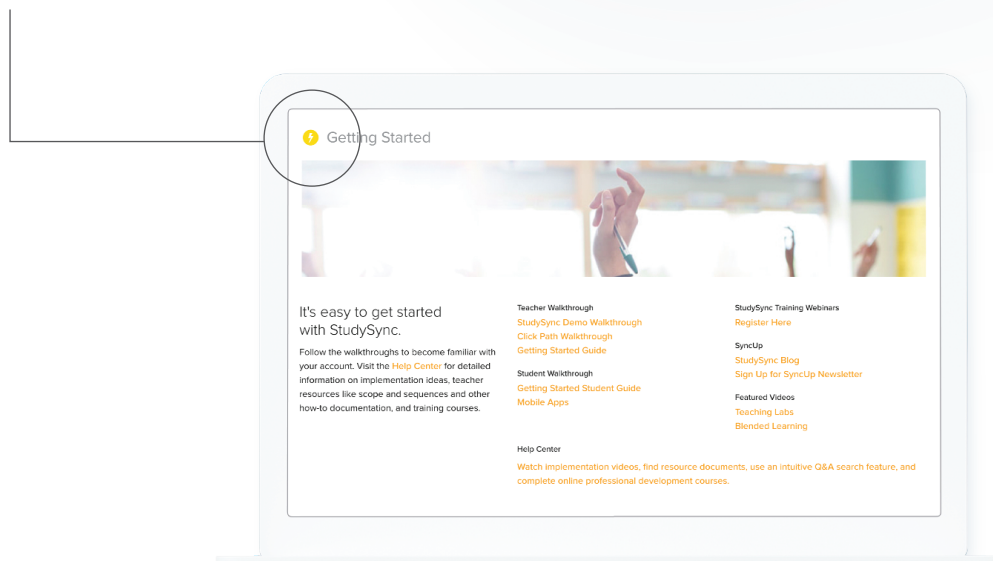 Getting Started
It's easy to get started
with StudySync.
Follow the walkthroughs to become familiar with
your account. Visit the Help Center for detailed
information on implementation ideas, teacher
resources like scope and sequences and other
how-to documentation, and training courses.
Teacher Walkthrough
StudySync Demo Walkthrough
Click Path Walkthrough
Getting Started Guide
Student Walkthrough
Getting Started Student Guide
Mobile Apps
StudySync Training Webinars
Register Here
SyncUp
StudySync Blog
Sign Up for SyncUp Newsletter
Featured Videos
Teaching Labs
Blended Learning
Help Center
Watch implementation videos, find resource documents, use an intuitive Q&A search feature, and
complete online professional development courses.